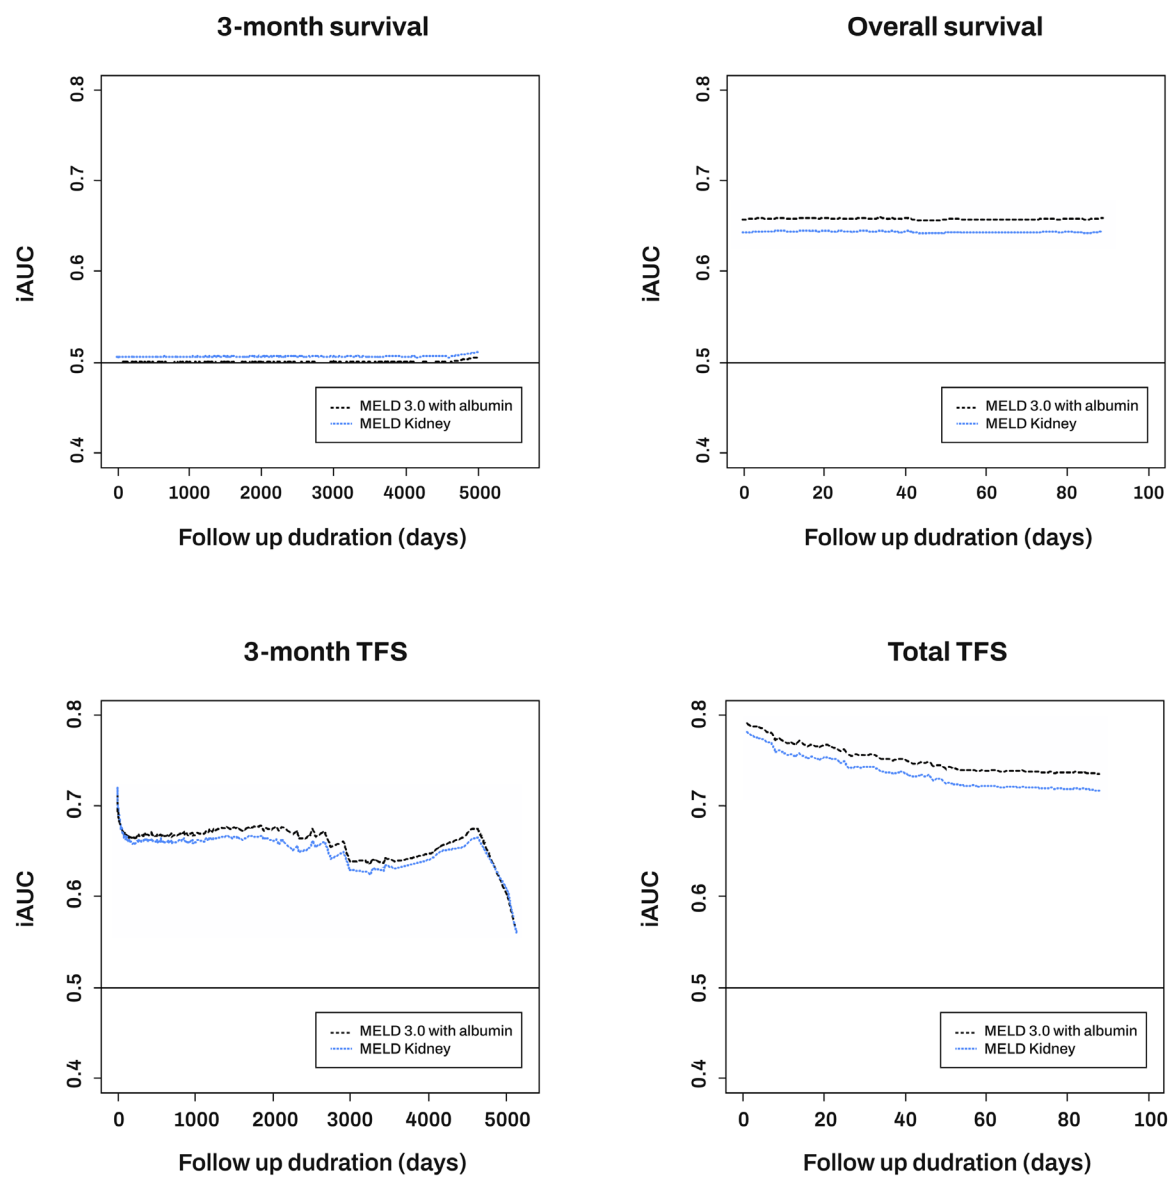 3-month survival
iAUC
0.8
0.7
0.6
0.5
0.4
MELD 3.0 with albumin
MELD Kidney
0 1000 2000 3000 4000 5000
Follow up dudration (days)
Overall survival
iAUC
0.8
0.7
0.6
0.5
0.4
MELD 3.0 with albumin
MELD Kidney
0 20 40 60 80 100
Follow up dudration (days)
3-month TFS
iAUC
0.8
0.7
0.6
0.5
0.4
MELD 3.0 with albumin
MELD Kidney
0 1000 2000 3000 4000 5000
Follow up dudration (days)
Total TFS
iAUC
0.8
0.7
0.6
0.5
0.4
MELD 3.0 with albumin
MELD Kidney
0 20 40 60 80 100
Follow up dudration (days)